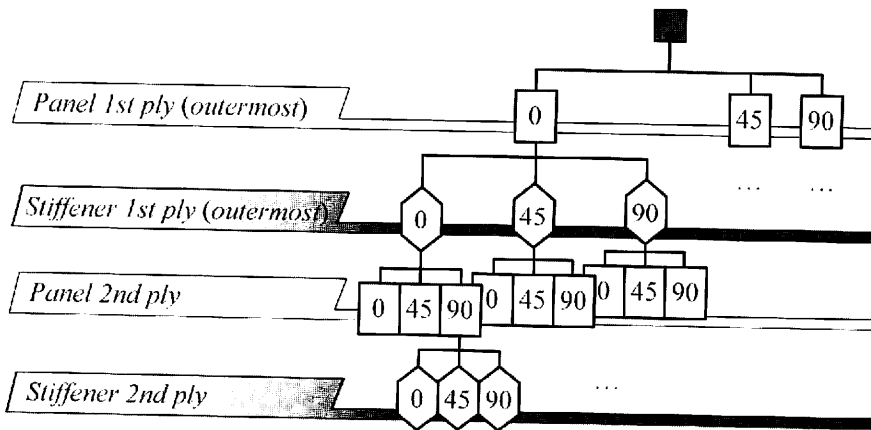 Panel 1st ply (outermost)
0 45 90
... ...
Stiffener 1st ply (outermost)
0 45 90
Panel 2nd ply
0 45 90 0 45 90 0 45 90
Stiffener 2nd ply
0 45 90
...